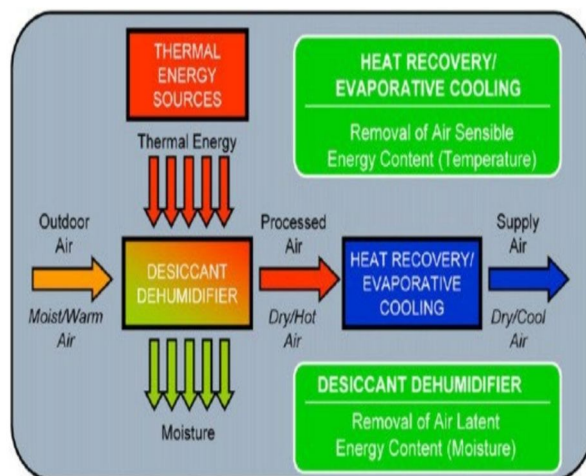 THERMAL
ENERGY
SOURCES
HEAT RECOVERY/
EVAPORATIVE COOLING
Removal of Air Sensible
Energy Content (Temperature)
Thermal Energy
Outdoor
Air
Moist/Warm
Air
DESICCANT
DEHUMIDIFIER
Processed
Air
Dry/Hot
Air
HEAT RECOVERY/
EVAPORATIVE
COOLING
Supply
Air
Dry/Cool
Air
Moisture
DESICCANT DEHUMIDIFIER
Removal of Air Latent
Energy Content (Moisture)